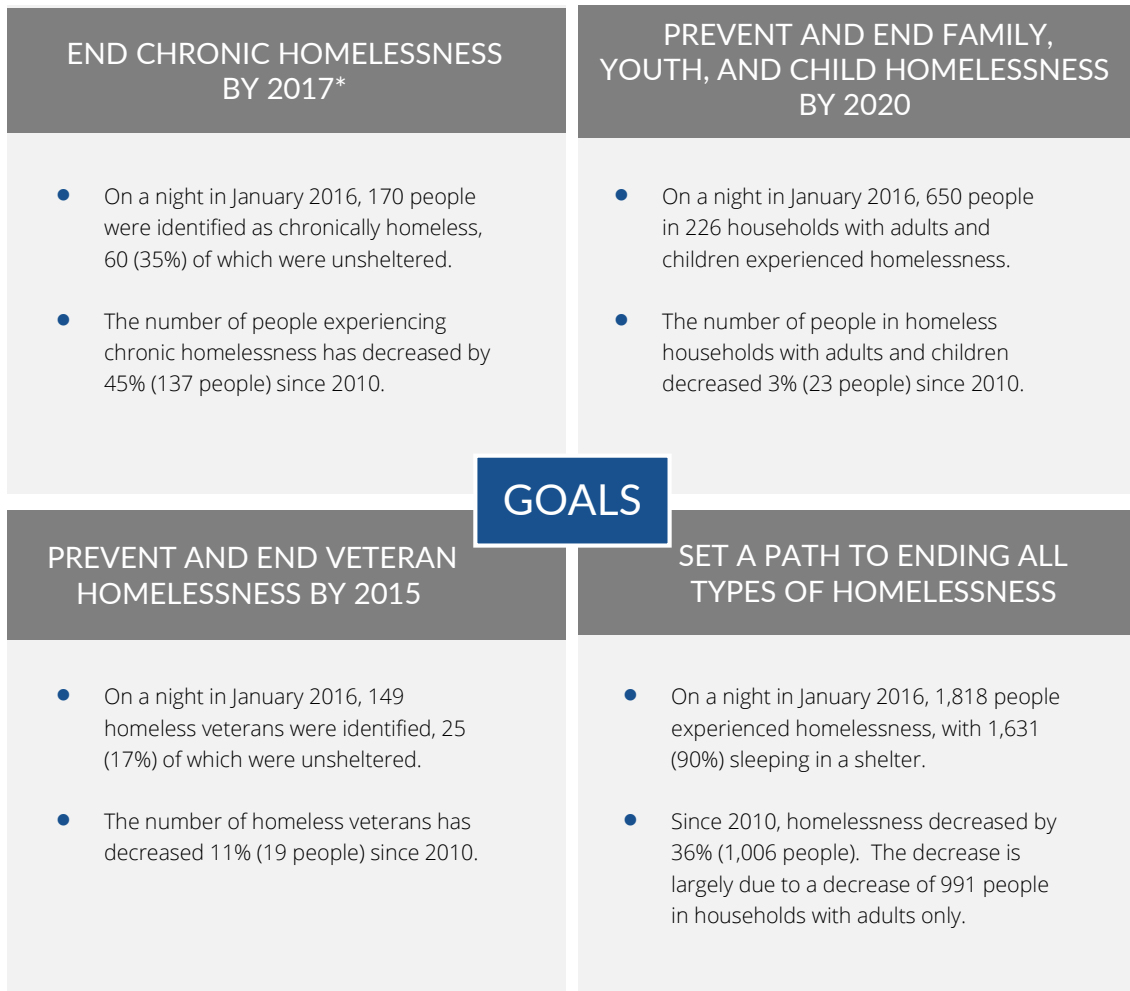 END CHRONIC HOMELESSNESS
BY 2017*
• On a night in January 2016, 170 people
were identified as chronically homeless,
60 (35%) of which were unsheltered.
• The number of people experiencing
chronic homelessness has decreased by
45% (137 people) since 2010.
PREVENT AND END FAMILY,
YOUTH, AND CHILD HOMELESSNESS
BY 2020
• On a night in January 2016, 650 people
in 226 households with adults and
children experienced homelessness.
• The number of people in homeless
households with adults and children
decreased 3% (23 people) since 2010.
GOALS
PREVENT AND END VETERAN
HOMELESSNESS BY 2015
• On a night in January 2016, 149
homeless veterans were identified, 25
(17%) of which were unsheltered.
• The number of homeless veterans has
decreased 11% (19 people) since 2010.
SET A PATH TO ENDING ALL
TYPES OF HOMELESSNESS
• On a night in January 2016, 1,818 people
experienced homelessness, with 1,631
(90%) sleeping in a shelter.
• Since 2010, homelessness decreased by
36% (1,006 people).  The decrease is
largely due to a decrease of 991 people
in households with adults only.